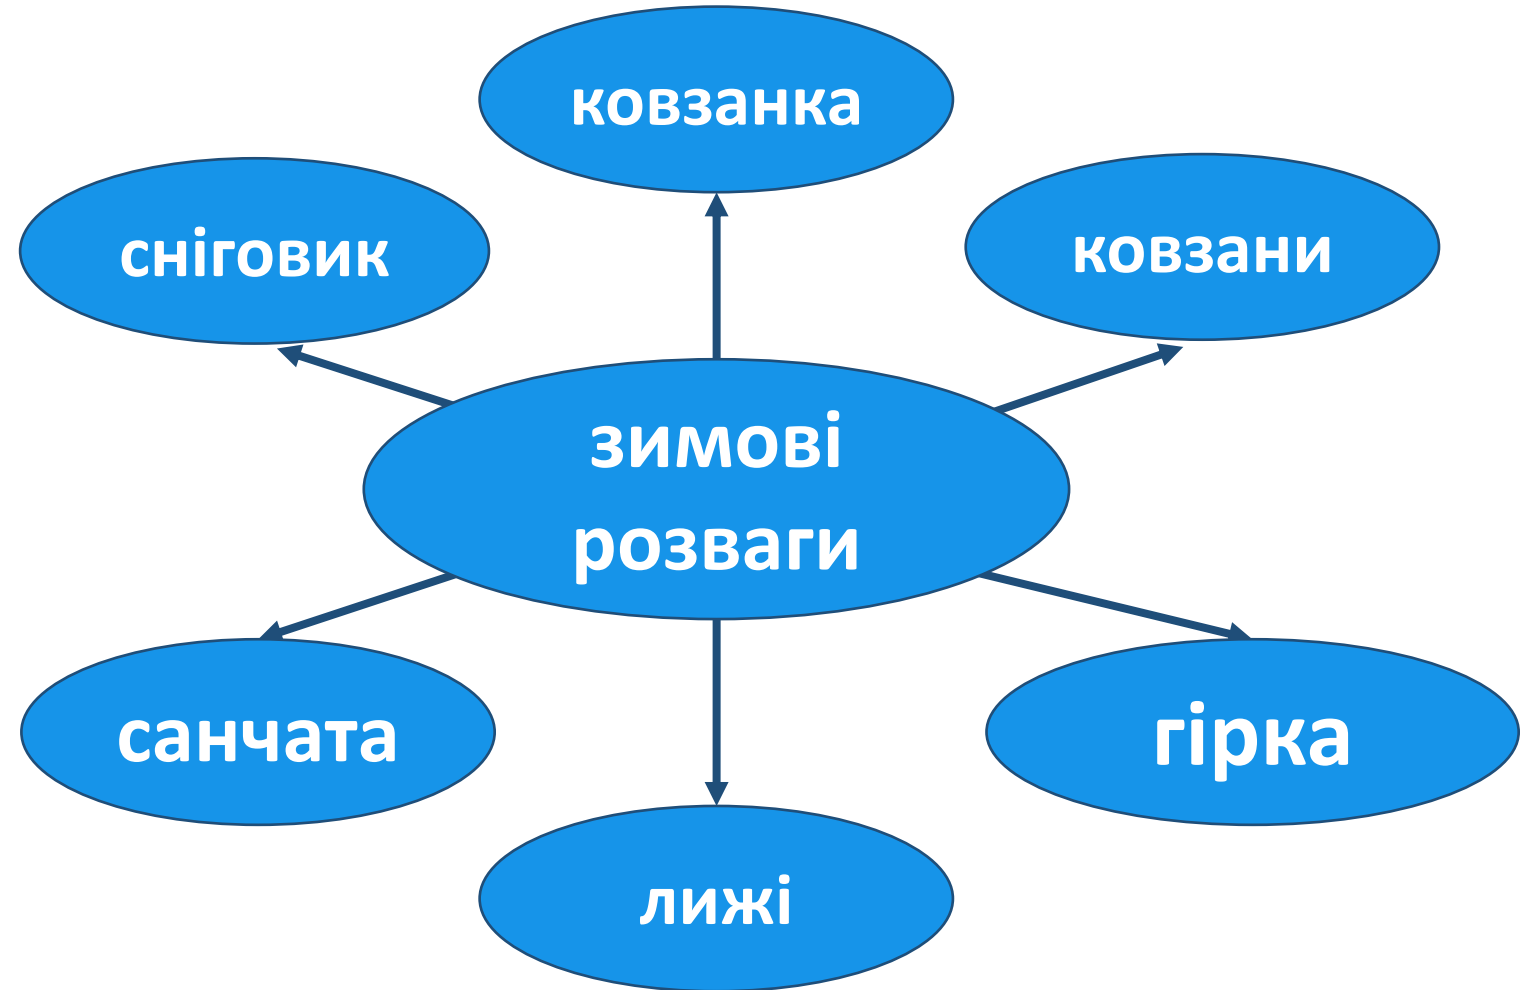 ковзанка
сніговик
ковзани
зимові
розваги
санчата
гірка
лижі